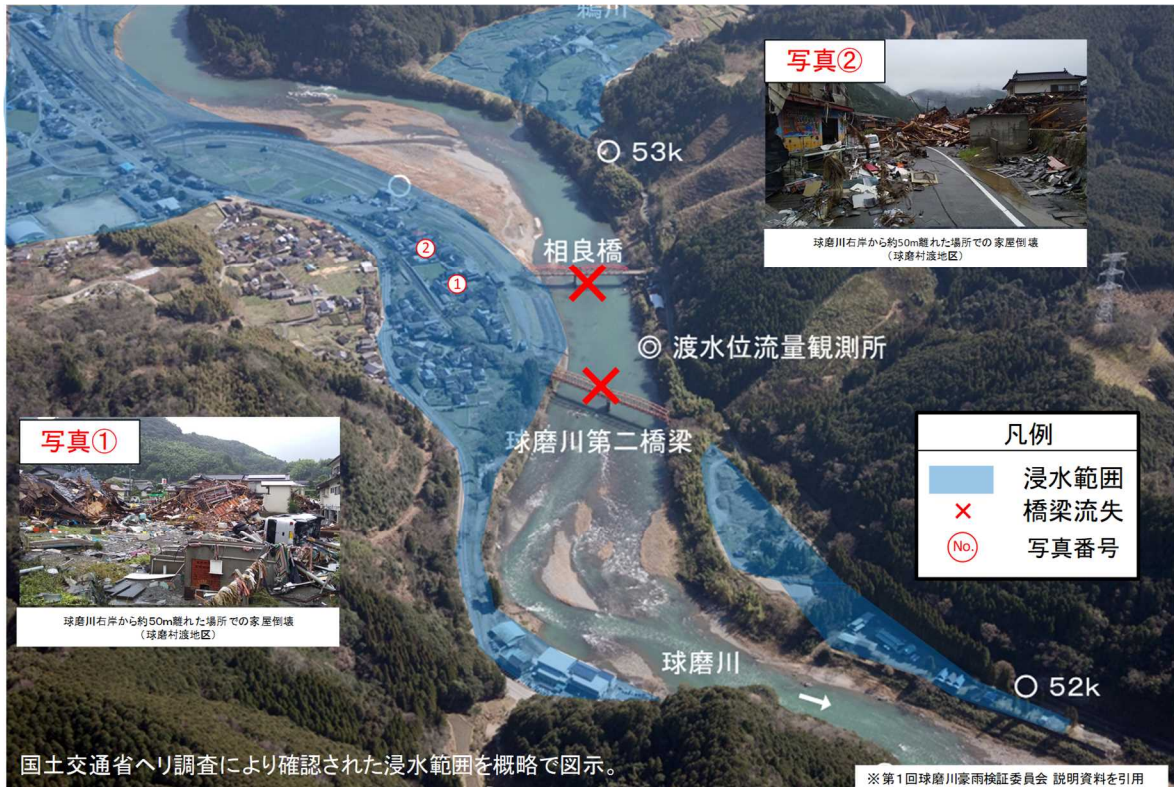 鵜川
写真②
球磨川右岸から約50m離れた場所での家屋倒壊
（球磨村渡地区）
53k
相良橋
②
①
渡水位流量観測所
球磨川第二橋梁
凡例
浸水範囲
橋梁流失
No.
写真番号
写真①
球磨川右岸から約50m離れた場所での家屋倒壊
（球磨村渡地区）
球磨川
52k
国土交通省ヘリ調査により確認された浸水範囲を概略で図示。
※第1回球磨川豪雨検証委員会 説明資料を引用